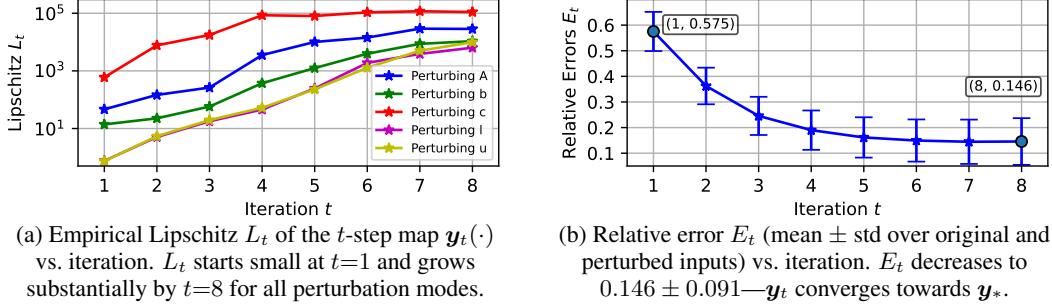 Lipschitz L_t
10^5
10^3
10^1
Perturbing A
Perturbing b
Perturbing c
Perturbing l
Perturbing u
1 2 3 4 5 6 7 8
Iteration t
(a) Empirical Lipschitz L_t of the t-step map y_t(·)
vs. iteration. L_t starts small at t=1 and grows
substantially by t=8 for all perturbation modes.
Relative Errors E_t
0.6
0.5
0.4
0.3
0.2
0.1
(1, 0.575)
(8, 0.146)
1 2 3 4 5 6 7 8
Iteration t
(b) Relative error E_t (mean ± std over original and
perturbed inputs) vs. iteration. E_t decreases to
0.146 ± 0.091—y_t converges towards y_*.